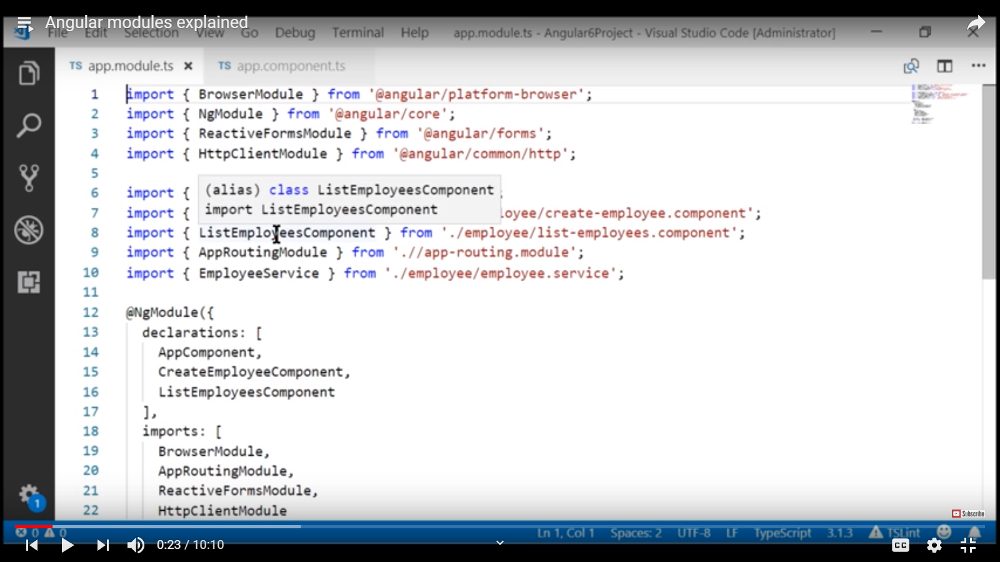 Angular modules explained
File Edit Selection View Go Debug Terminal Help app.module.ts - Angular6Project - Visual Studio Code [Administrator]
TS app.module.ts × TS app.component.ts
1 import { BrowserModule } from '@angular/platform-browser';
2 import { NgModule } from '@angular/core';
3 import { ReactiveFormsModule } from '@angular/forms';
4 import { HttpClientModule } from '@angular/common/http';
5
(alias) class ListEmployeesComponent
import ListEmployeesComponent
6 import { ;
7 import { loyee/create-employee.component';
8 import { ListEmployeesComponent } from './employee/list-employees.component';
9 import { AppRoutingModule } from './/app-routing.module';
10 import { EmployeeService } from './employee/employee.service';
11
12 @NgModule({
13 declarations: [
14 AppComponent,
15 CreateEmployeeComponent,
16 ListEmployeesComponent
17 ],
18 imports: [
19 BrowserModule,
20 AppRoutingModule,
21 ReactiveFormsModule,
22 HttpClientModule
1
Subscribe
0 0 Ln 1, Col 1 Spaces: 2 UTF-8 LF TypeScript 3.1.3 TSLint
0:23 / 10:10 CC